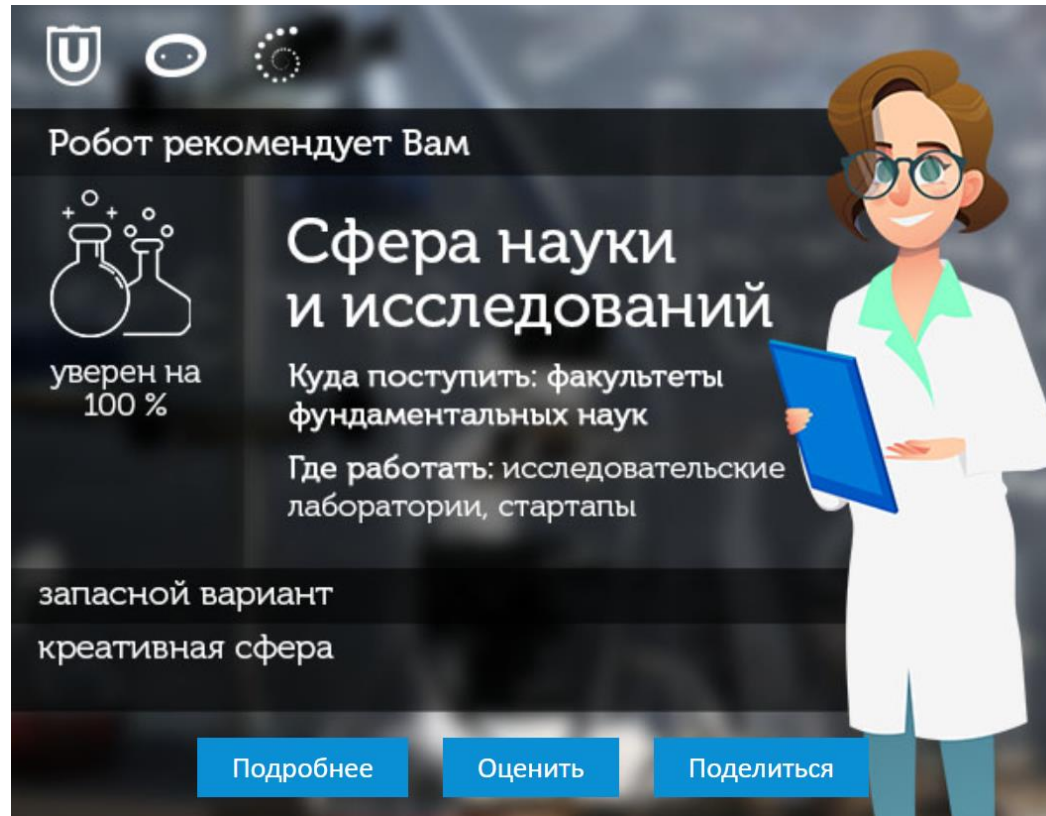 U
Робот рекомендует Вам
Сфера науки
и исследований
уверен на
100 %
Куда поступить: факультеты
фундаментальных наук
Где работать: исследовательские
лаборатории, стартапы
запасной вариант
креативная сфера
Подробнее
Оценить
Поделиться